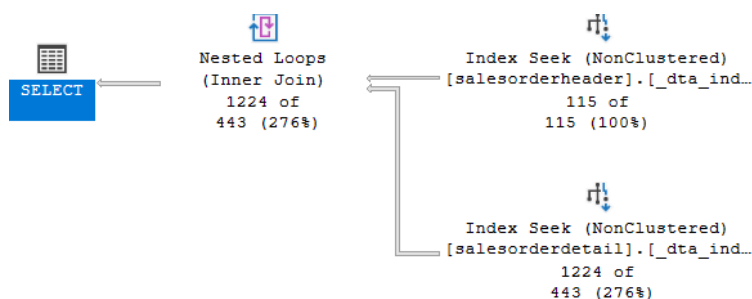 SELECT
Nested Loops
(Inner Join)
1224 of
443 (276%)
Index Seek (NonClustered)
[salesorderheader].[_dta_ind…
115 of
115 (100%)
Index Seek (NonClustered)
[salesorderdetail].[_dta_ind…
1224 of
443 (276%)